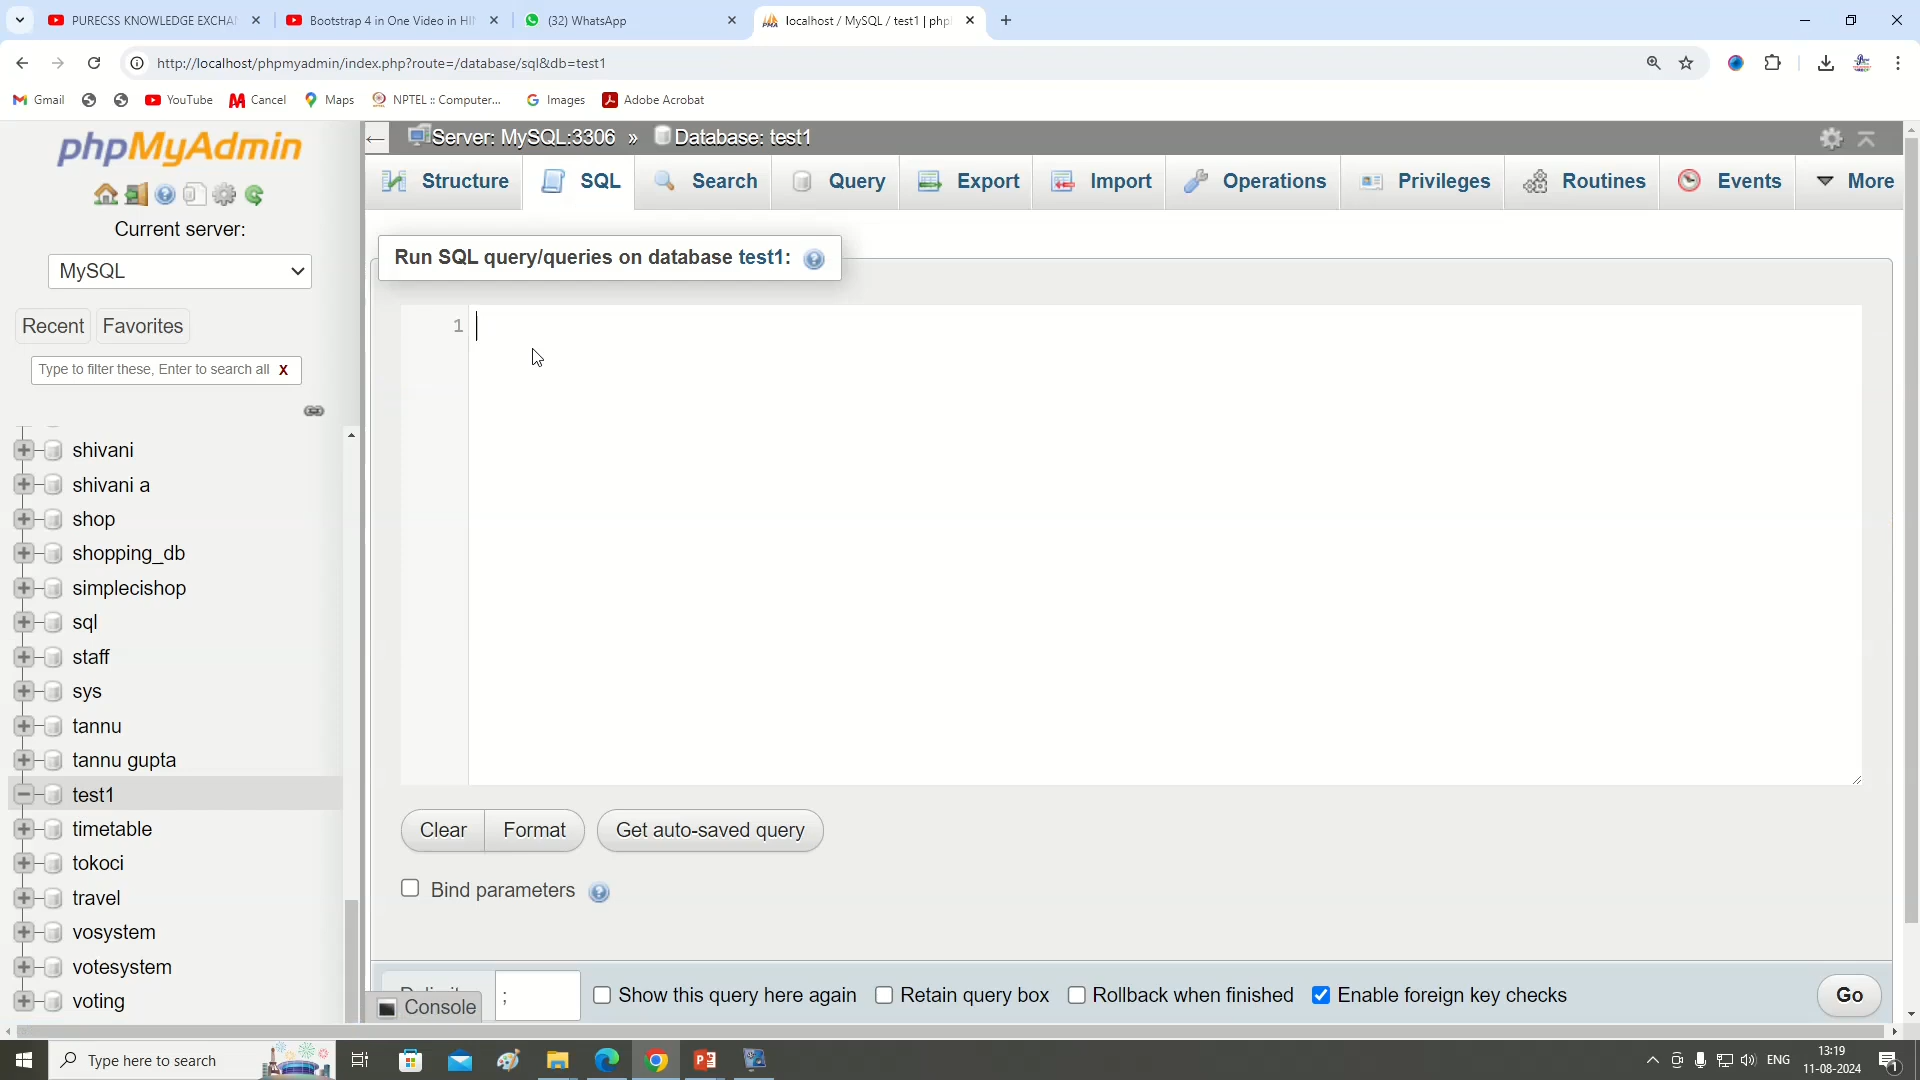 PURECSS KNOWLEDGE EXCHA
Bootstrap 4 in One Video in HI
(32) WhatsApp
localhost / MySQL / test1 | php
http://localhost/phpmyadmin/index.php?route=/database/sql&db=test1
Gmail
YouTube
Cancel
Maps
NPTEL :: Computer...
Images
Adobe Acrobat
phpMyAdmin
Server: MySQL:3306 » Database: test1
Structure
SQL
Search
Query
Export
Import
Operations
Privileges
Routines
Events
More
Current server:
MySQL
Recent
Favorites
Type to filter these, Enter to search all X
Run SQL query/queries on database test1:
1
shivani
shivani a
shop
shopping_db
simplecishop
sql
staff
sys
tannu
tannu gupta
test1
timetable
tokoci
travel
vosystem
votesystem
voting
Clear
Format
Get auto-saved query
Bind parameters
;
Show this query here again
Retain query box
Rollback when finished
Enable foreign key checks
Go
Console
Type here to search
ENG
13:19
11-08-2024
1